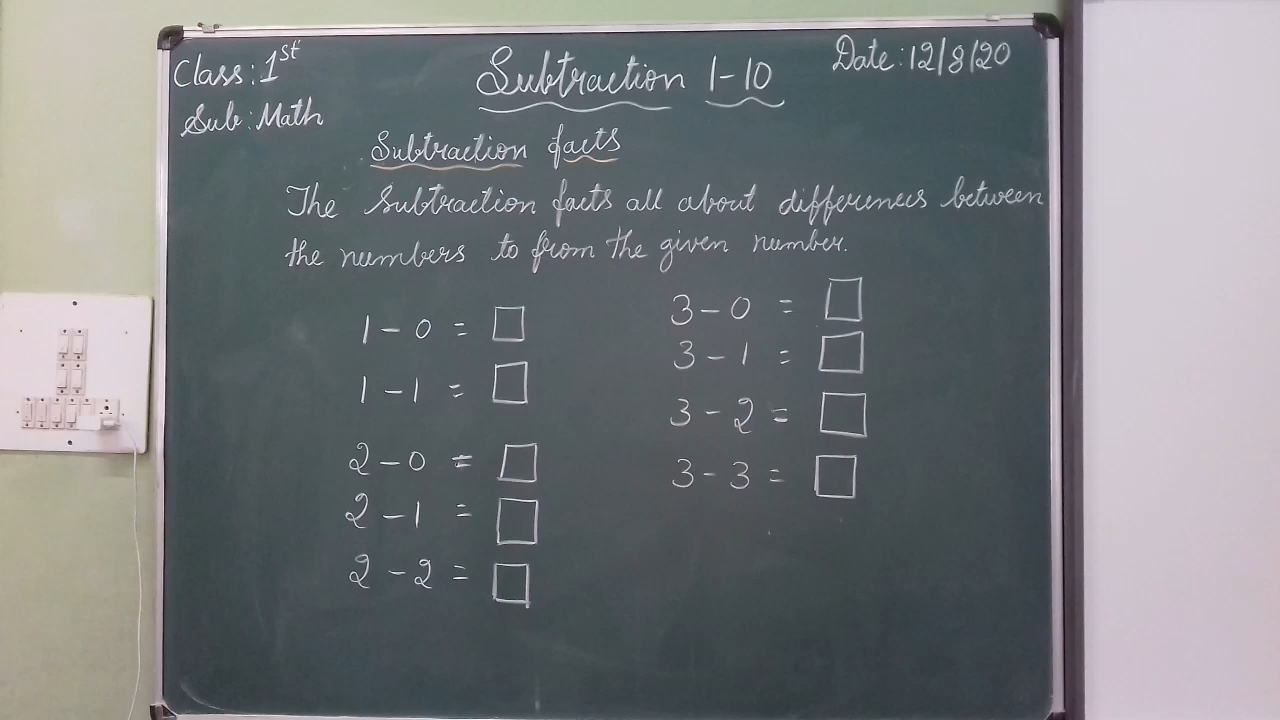 Class: 1st
Sub: Math
Subtraction 1-10
Date: 12/8/20
Subtraction facts
The Subtraction facts all about differences between
the numbers to from the given number.
1 - 0 = □
1 - 1 = □
2 - 0 = □
2 - 1 = □
2 - 2 = □
3 - 0 = □
3 - 1 = □
3 - 2 = □
3 - 3 = □